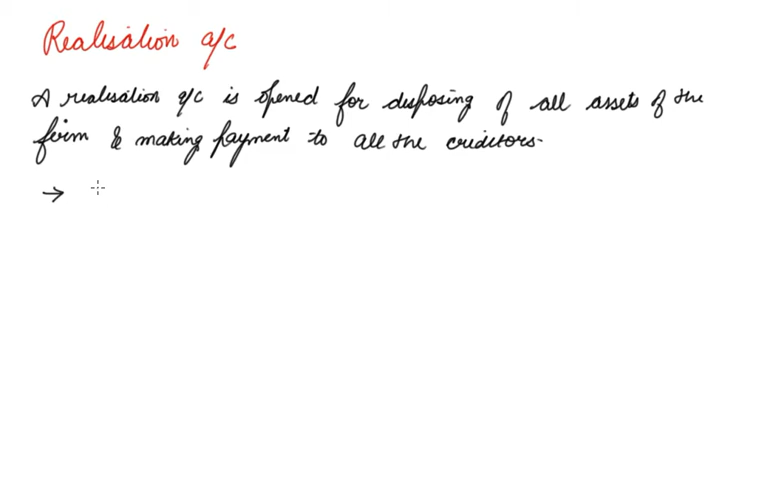 Realisation a/c
A realisation a/c is opened for disposing of all assets of the
firm & making payment to all the creditors.
→